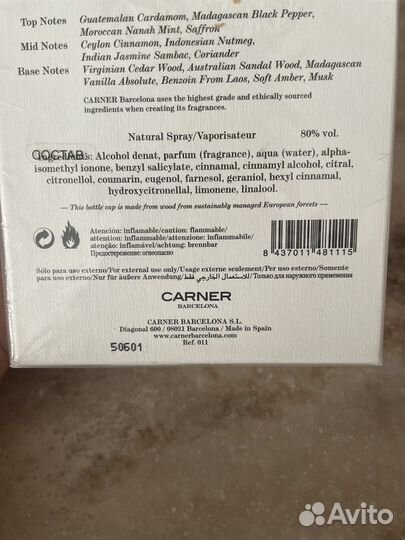 Top Notes Guatemalan Cardamom, Madagascan Black Pepper,
Moroccan Nanah Mint, Saffron
Mid Notes Ceylon Cinnamon, Indonesian Nutmeg,
Indian Jasmine Sambac, Coriander
Base Notes Virginian Cedar Wood, Australian Sandal Wood, Madagascan
Vanilla Absolute, Benzoin From Laos, Soft Amber, Musk
CARNER Barcelona uses the highest grade and ethically sourced
ingredients when creating its fragrances.
Natural Spray/Vaporisateur 80% vol.
СОСТАВ
Ingredients: Alcohol denat, parfum (fragrance), aqua (water), alpha-
isomethyl ionone, benzyl salicylate, cinnamal, cinnamyl alcohol, citral,
citronellol, coumarin, eugenol, farnesol, geraniol, hexyl cinnamal,
hydroxycitronellal, limonene, linalool.
— This bottle cap is made from wood from sustainably managed European forests —
Atención: inflamable/caution: flammable/
attention: inflammable/attenzione: infiammabile/
atenção: inflamável/achtung: brennbar
Предостережение: огнеопасно
8 437011 481115
Sólo para uso externo/For external use only/Usage externe seulement/Per uso esterno/Somente
para uso externo/Nur für äußere Anwendung/للاستعمال الخارجي فقط/ Только для наружного применения
CARNER
BARCELONA
CARNER BARCELONA S.L.
Diagonal 600 / 08021 Barcelona / Made in Spain
www.carnerbarcelona.com
Ref. 011
50601
Avito